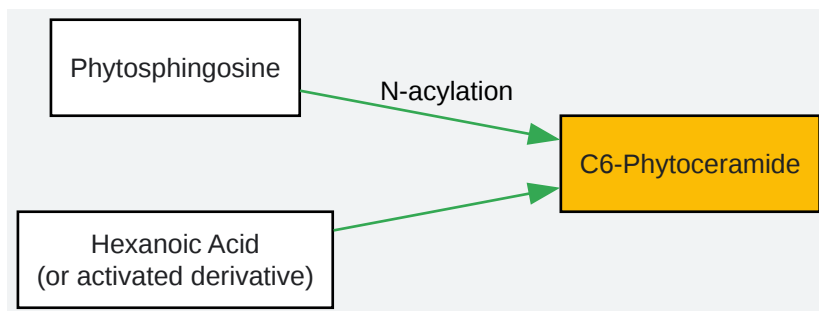 Phytosphingosine
N-acylation
C6-Phytoceramide
Hexanoic Acid
(or activated derivative)